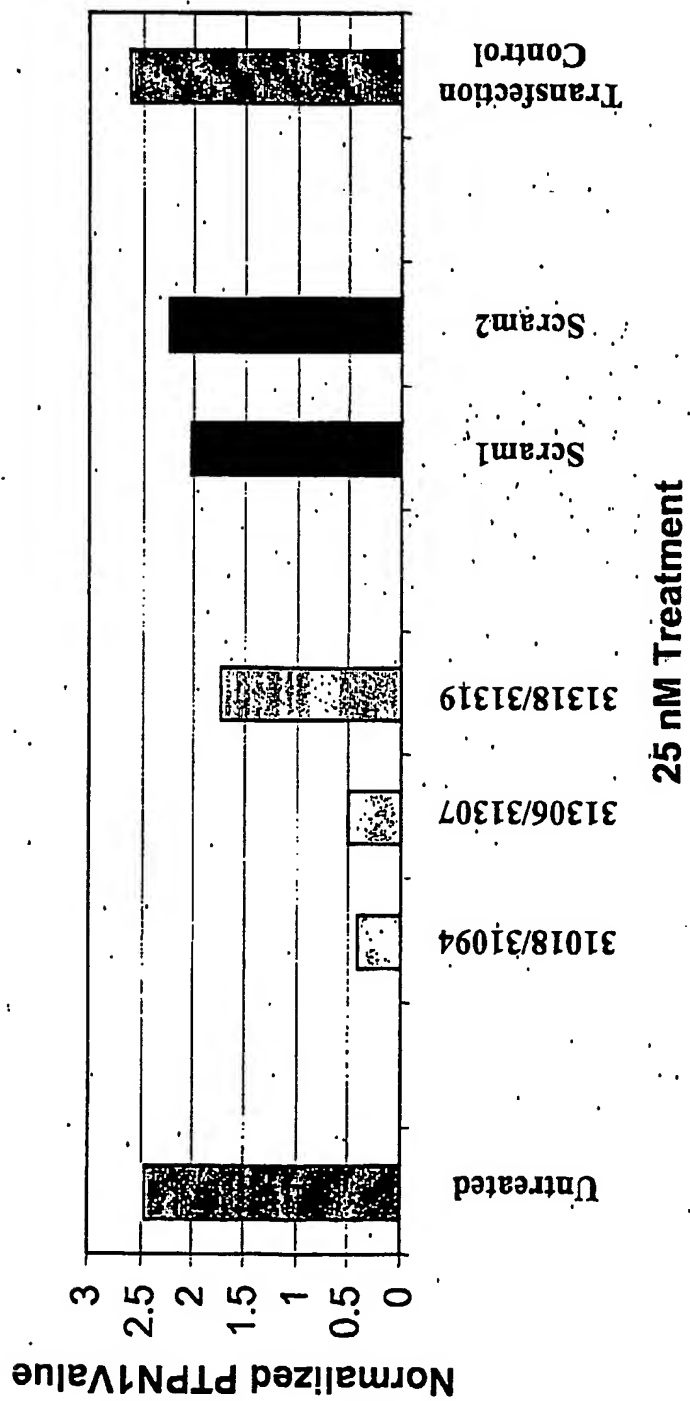 Normalized PTPN1Value
3
2.5
2
1.5
1
0.5
0
Untreated
31018/31094
31306/31307
31318/31319
Scram1
Scram2
Transfection
Control
25 nM Treatment